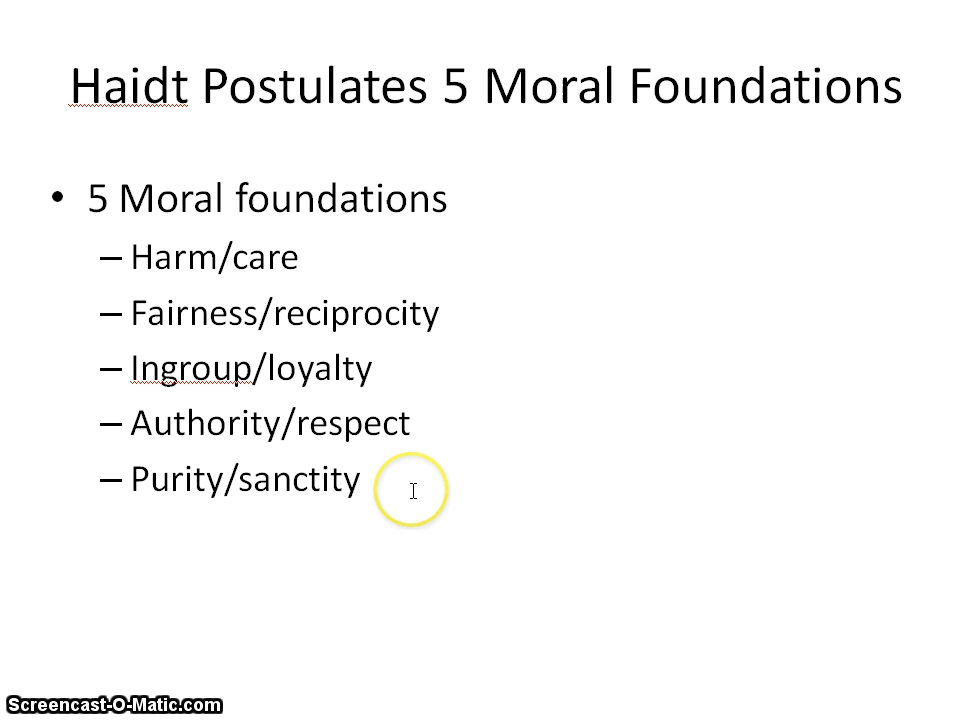 Haidt Postulates 5 Moral Foundations
• 5 Moral foundations
– Harm/care
– Fairness/reciprocity
– Ingroup/loyalty
– Authority/respect
– Purity/sanctity
Screencast-O-Matic.com